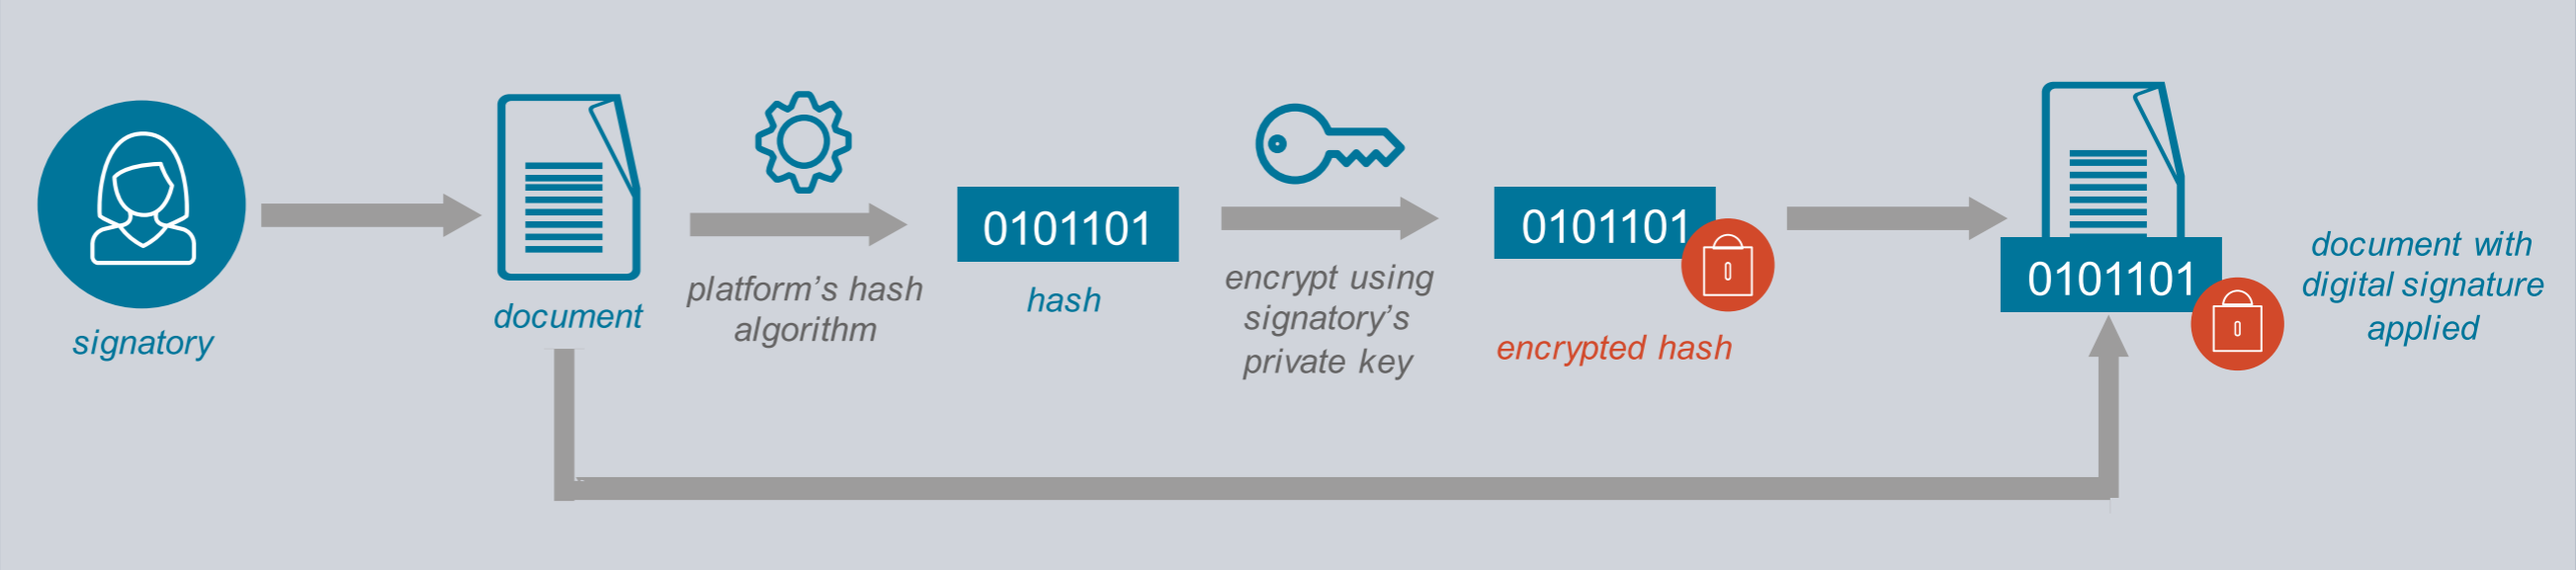 signatory
document
platform's hash
algorithm
0101101
hash
encrypt using
signatory's
private key
0101101
encrypted hash
0101101
document with
digital signature
applied